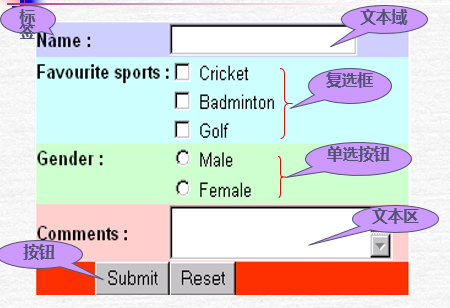 标签
文本域
Name :
Favourite sports :
Cricket
复选框
Badminton
Golf
Gender :
Male
单选按钮
Female
文本区
Comments :
按钮
Submit
Reset